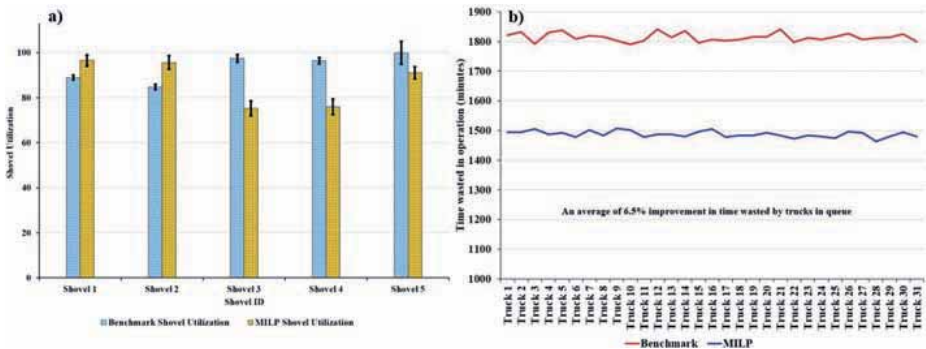 a)
Shovel Utilization
100
80
60
40
20
0
Shovel 1
Shovel 2
Shovel 3
Shovel 4
Shovel 5
Shovel ID
Benchmark Shovel Utilization
MILP Shovel Utilization
b)
Time wasted in operation (minutes)
1900
1800
1700
1600
1500
1400
1300
1200
1100
1000
An average of 6.5% improvement in time wasted by trucks in queue
Truck 1
Truck 2
Truck 3
Truck 4
Truck 5
Truck 6
Truck 7
Truck 8
Truck 9
Truck 10
Truck 11
Truck 12
Truck 13
Truck 14
Truck 15
Truck 16
Truck 17
Truck 18
Truck 19
Truck 20
Truck 21
Truck 22
Truck 23
Truck 24
Truck 25
Truck 26
Truck 27
Truck 28
Truck 29
Truck 30
Truck 31
Benchmark
MILP